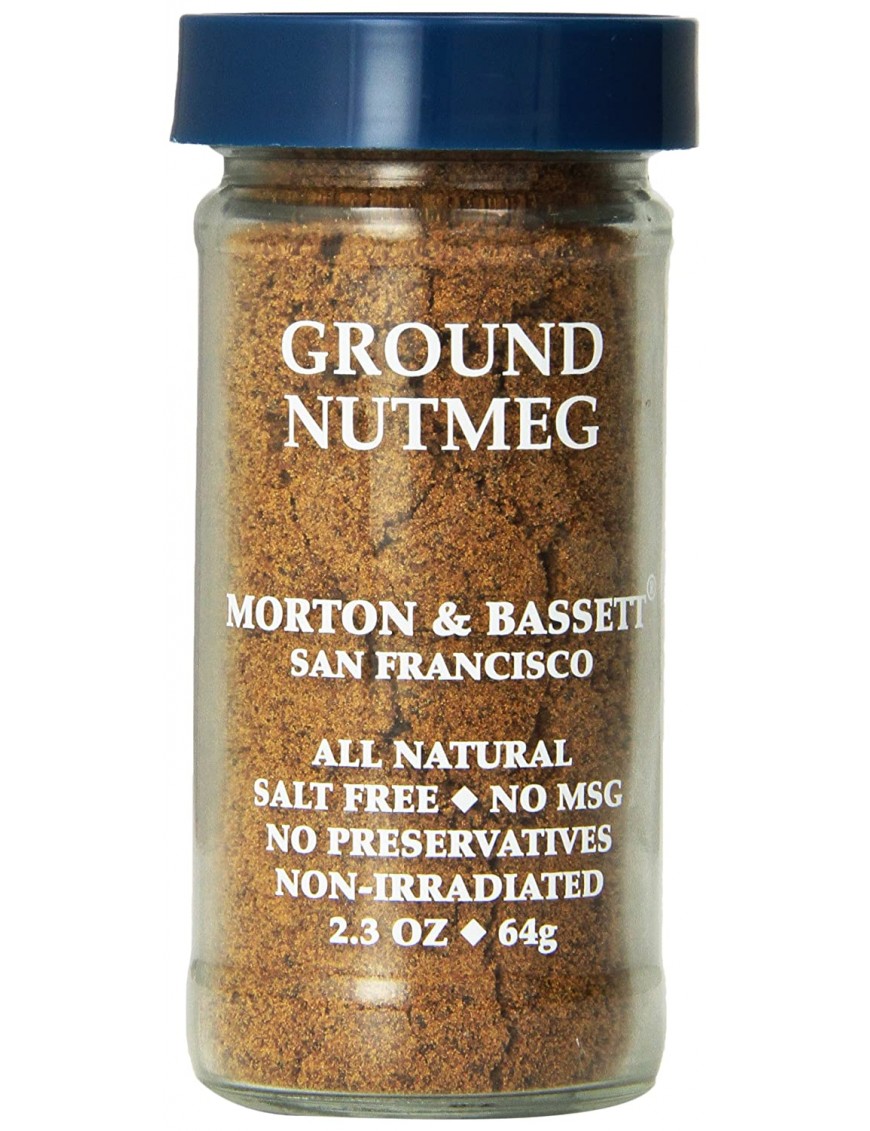 GROUND
NUTMEG
MORTON & BASSETT®
SAN FRANCISCO
ALL NATURAL
SALT FREE ◆ NO MSG
NO PRESERVATIVES
NON-IRRADIATED
2.3 OZ ◆ 64g